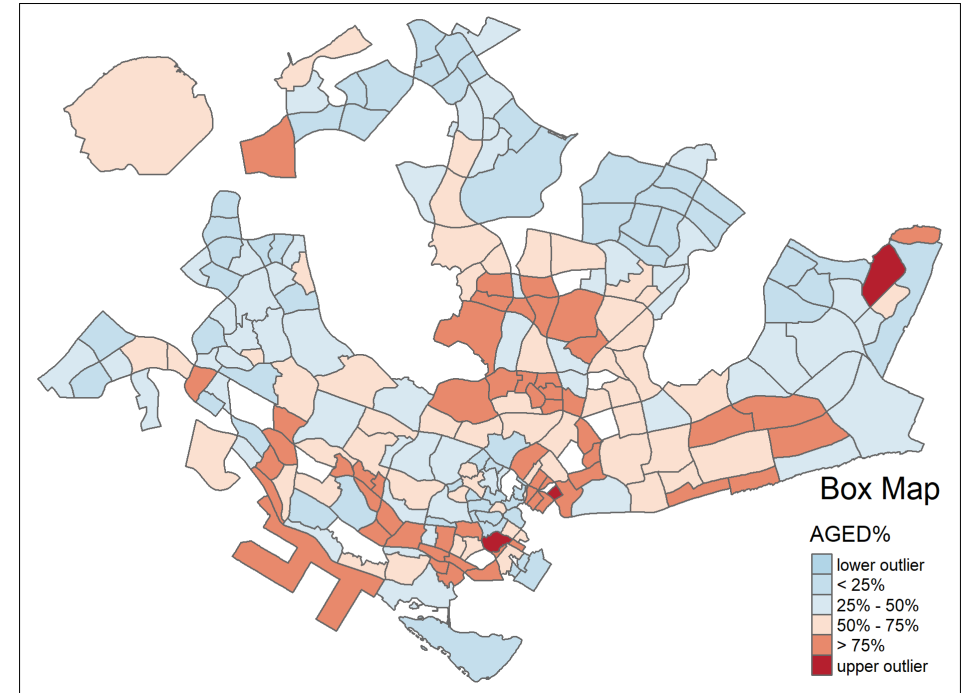 Box Map
AGED%
lower outlier
< 25%
25% - 50%
50% - 75%
> 75%
upper outlier